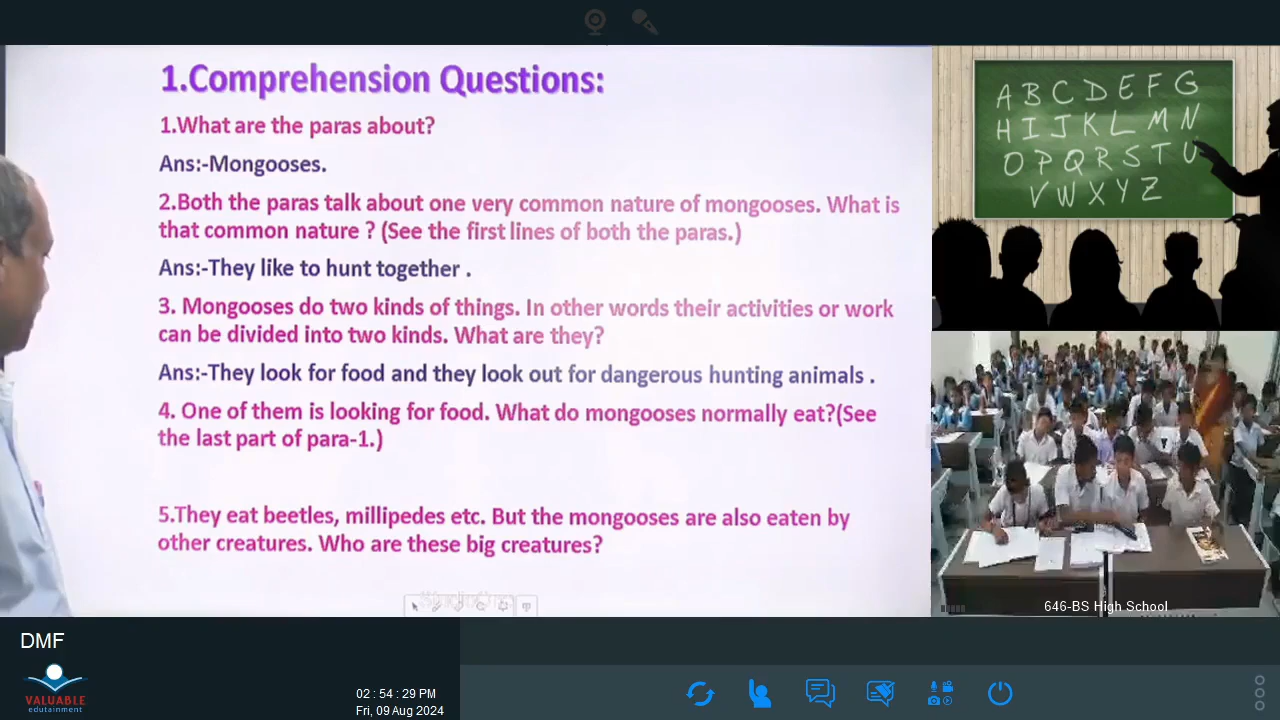 1.Comprehension Questions:
1.What are the paras about?
Ans:-Mongooses.
2.Both the paras talk about one very common nature of mongooses. What is
that common nature ? (See the first lines of both the paras.)
Ans:-They like to hunt together .
3. Mongooses do two kinds of things. In other words their activities or work
can be divided into two kinds. What are they?
Ans:-They look for food and they look out for dangerous hunting animals .
4. One of them is looking for food. What do mongooses normally eat?(See
the last part of para-1.)
5.They eat beetles, millipedes etc. But the mongooses are also eaten by
other creatures. Who are these big creatures?
A B C D E F G
H I J K L M N
O P Q R S T U
V W X Y Z
646-BS High School
DMF
VALUABLE
edutainment
02 : 54 : 29 PM
Fri, 09 Aug 2024